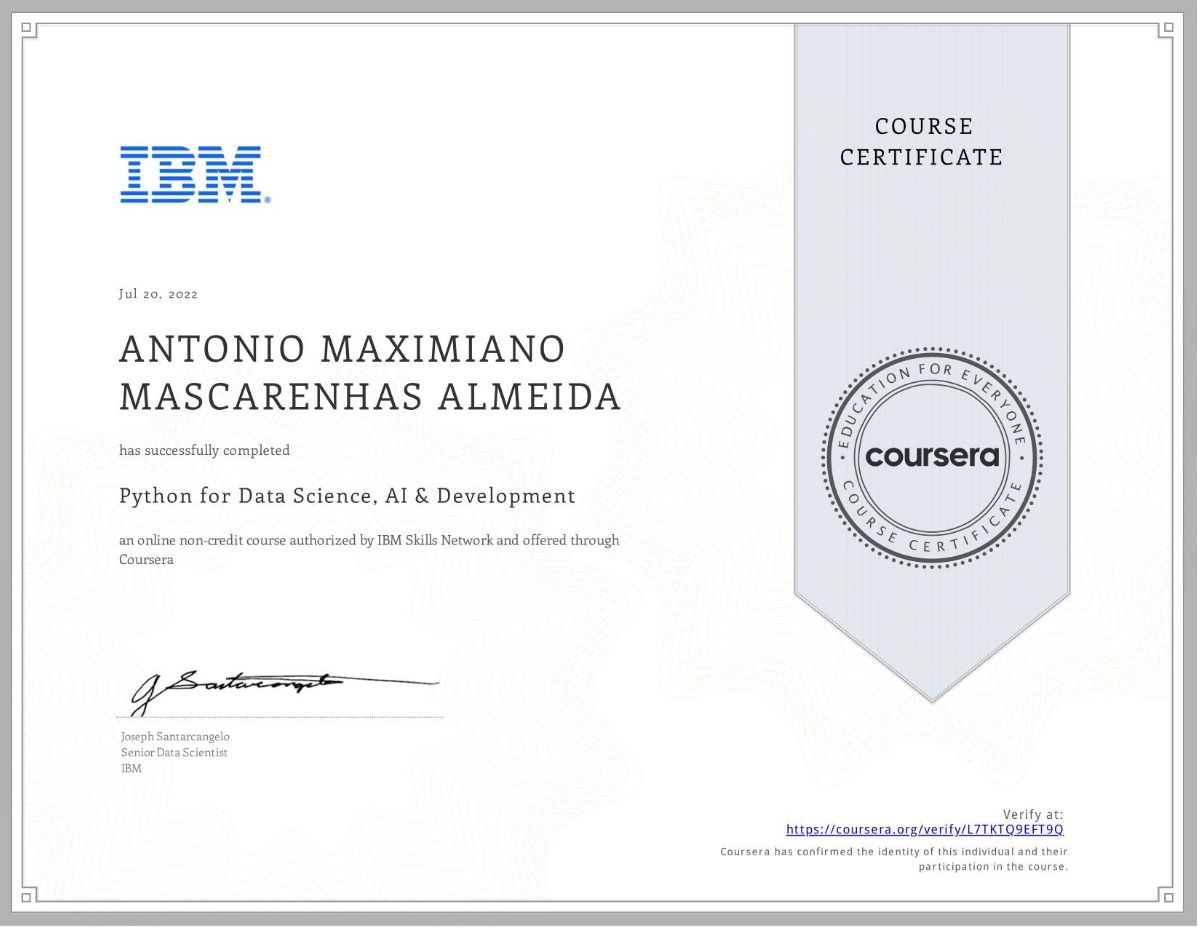 COURSE
CERTIFICATE
IBM®
Jul 20, 2022
ANTONIO MAXIMIANO
MASCARENHAS ALMEIDA
has successfully completed
Python for Data Science, AI & Development
an online non-credit course authorized by IBM Skills Network and offered through
Coursera
EDUCATION FOR EVERYONE
coursera
COURSE CERTIFICATE
J Santarcangelo
Joseph Santarcangelo
Senior Data Scientist
IBM
Verify at:
https://coursera.org/verify/L7TKTQ9EFT9Q
Coursera has confirmed the identity of this individual and their
participation in the course.